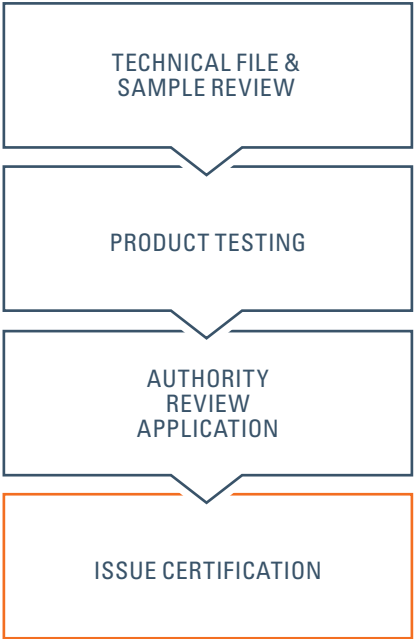 TECHNICAL FILE &
SAMPLE REVIEW
PRODUCT TESTING
AUTHORITY
REVIEW
APPLICATION
ISSUE CERTIFICATION